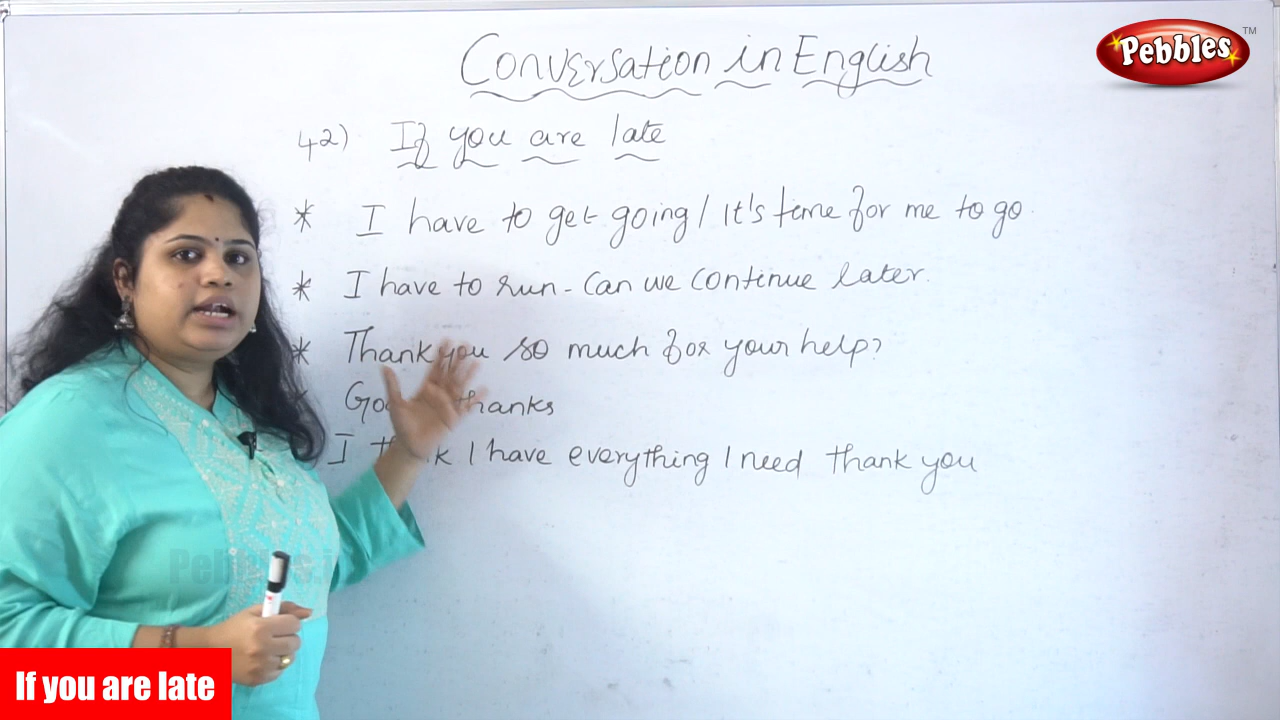 Conversation in English
Pebbles TM
42) If you are late
* I have to get going / It's time for me to go
* I have to run - Can we continue later.
* Thank you so much for your help?
thanks
I I have everything I need thank you
Pebbles.i
If you are late